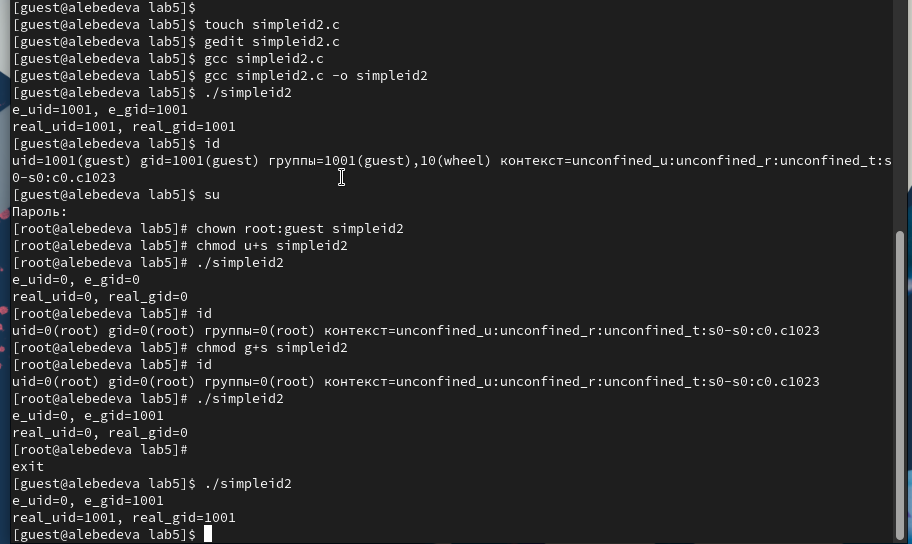 [guest@alebedeva lab5]$
[guest@alebedeva lab5]$ touch simpleid2.c
[guest@alebedeva lab5]$ gedit simpleid2.c
[guest@alebedeva lab5]$ gcc simpleid2.c
[guest@alebedeva lab5]$ gcc simpleid2.c -o simpleid2
[guest@alebedeva lab5]$ ./simpleid2
e_uid=1001, e_gid=1001
real_uid=1001, real_gid=1001
[guest@alebedeva lab5]$ id
uid=1001(guest) gid=1001(guest) группы=1001(guest),10(wheel) контекст=unconfined_u:unconfined_r:unconfined_t:s
0-s0:c0.c1023
[guest@alebedeva lab5]$ su
Пароль:
[root@alebedeva lab5]# chown root:guest simpleid2
[root@alebedeva lab5]# chmod u+s simpleid2
[root@alebedeva lab5]# ./simpleid2
e_uid=0, e_gid=0
real_uid=0, real_gid=0
[root@alebedeva lab5]# id
uid=0(root) gid=0(root) группы=0(root) контекст=unconfined_u:unconfined_r:unconfined_t:s0-s0:c0.c1023
[root@alebedeva lab5]# chmod g+s simpleid2
[root@alebedeva lab5]# id
uid=0(root) gid=0(root) группы=0(root) контекст=unconfined_u:unconfined_r:unconfined_t:s0-s0:c0.c1023
[root@alebedeva lab5]# ./simpleid2
e_uid=0, e_gid=1001
real_uid=0, real_gid=0
[root@alebedeva lab5]#
exit
[guest@alebedeva lab5]$ ./simpleid2
e_uid=0, e_gid=1001
real_uid=1001, real_gid=1001
[guest@alebedeva lab5]$